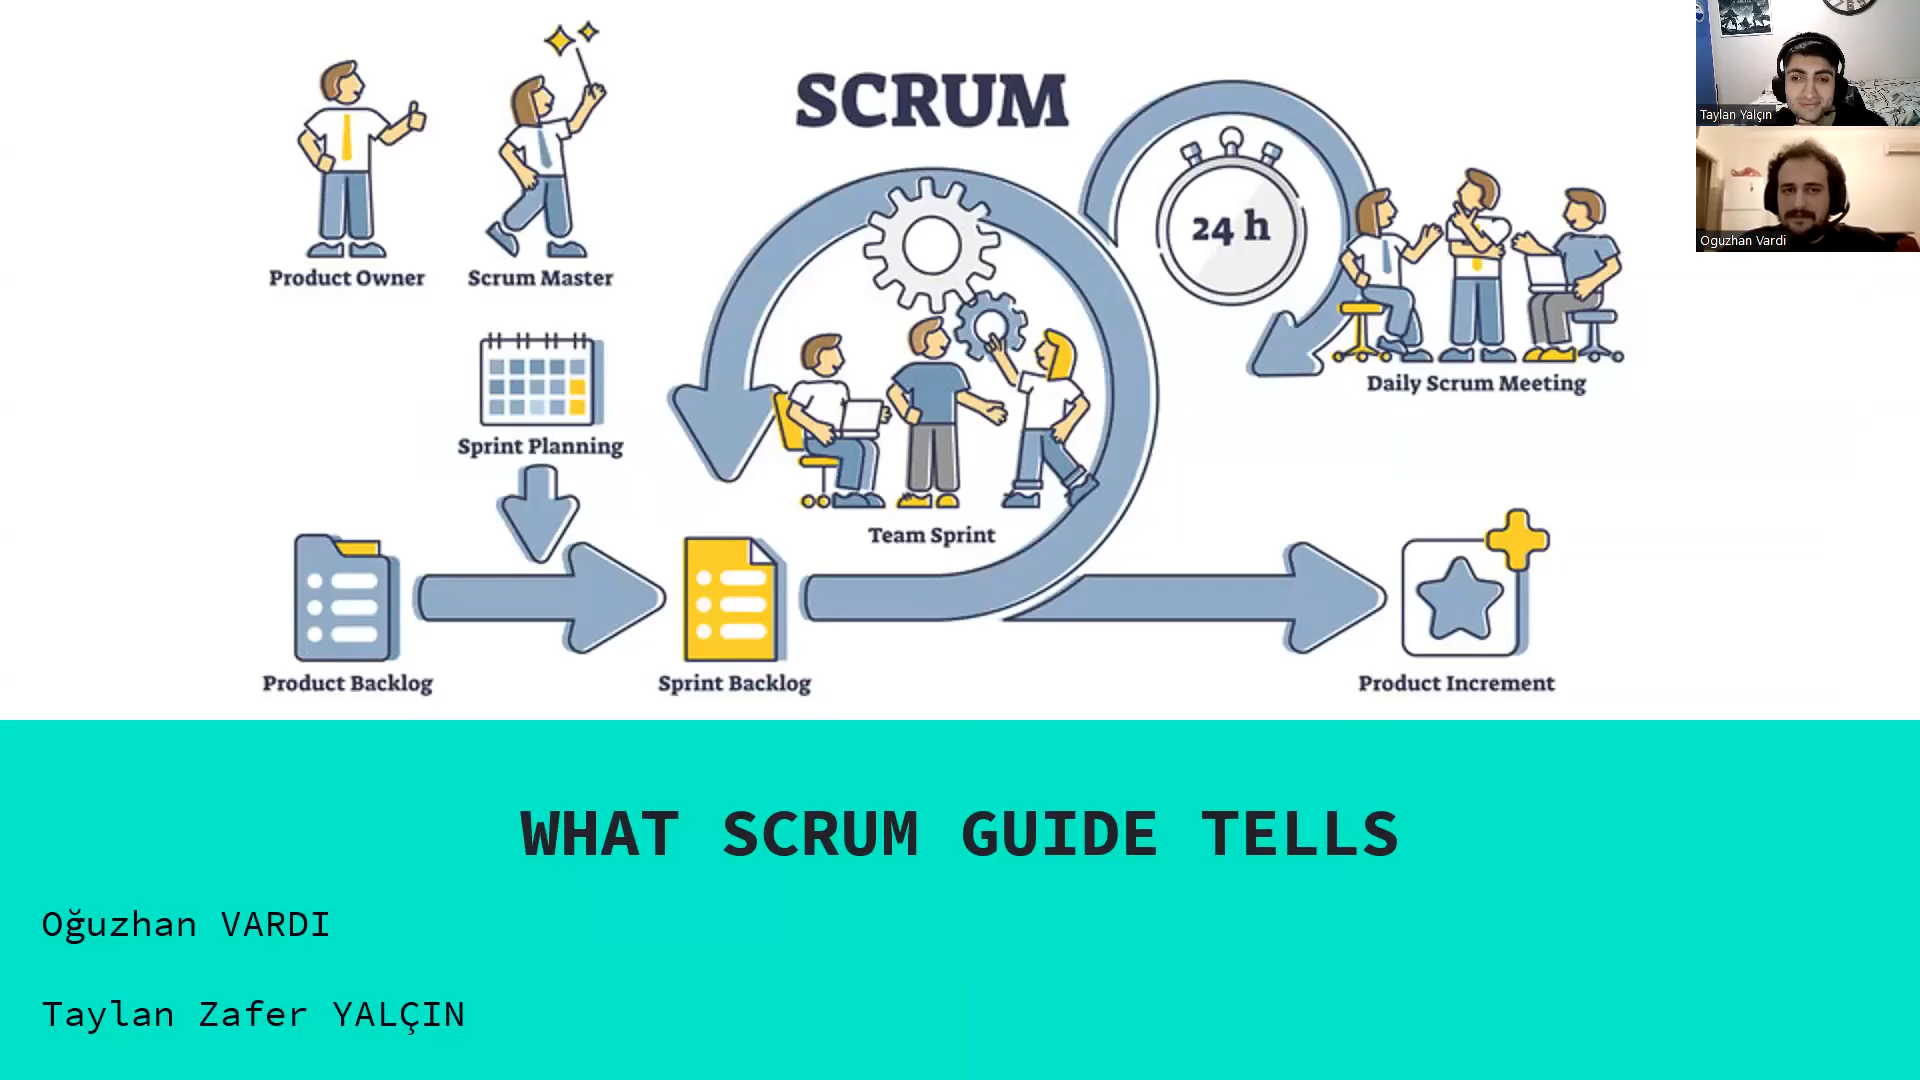 SCRUM
Taylan Yalçın
Oguzhan Vardi
24 h
Product Owner
Scrum Master
Daily Scrum Meeting
Sprint Planning
Team Sprint
Product Backlog
Sprint Backlog
Product Increment
WHAT SCRUM GUIDE TELLS
Oğuzhan VARDI
Taylan Zafer YALÇIN